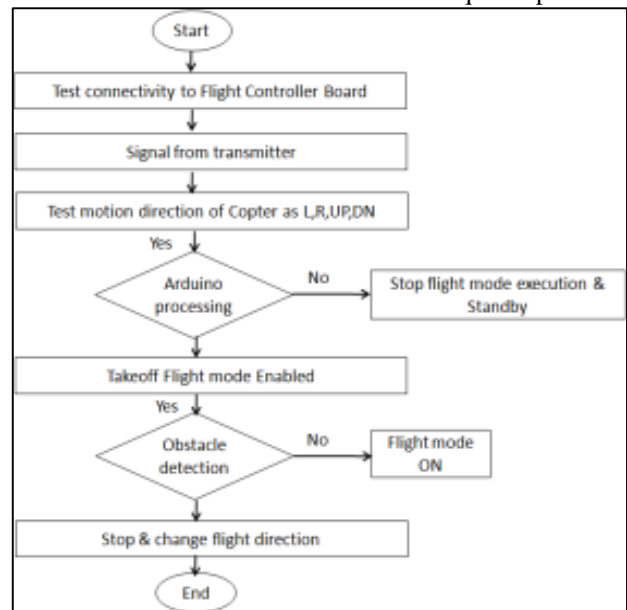 Start
Test connectivity to Flight Controller Board
Signal from transmitter
Test motion direction of Copter as L,R,UP,DN
Yes
Arduino
processing
No
Stop flight mode execution &
Standby
Takeoff Flight mode Enabled
Yes
Obstacle
detection
No
Flight mode
ON
Stop & change flight direction
End